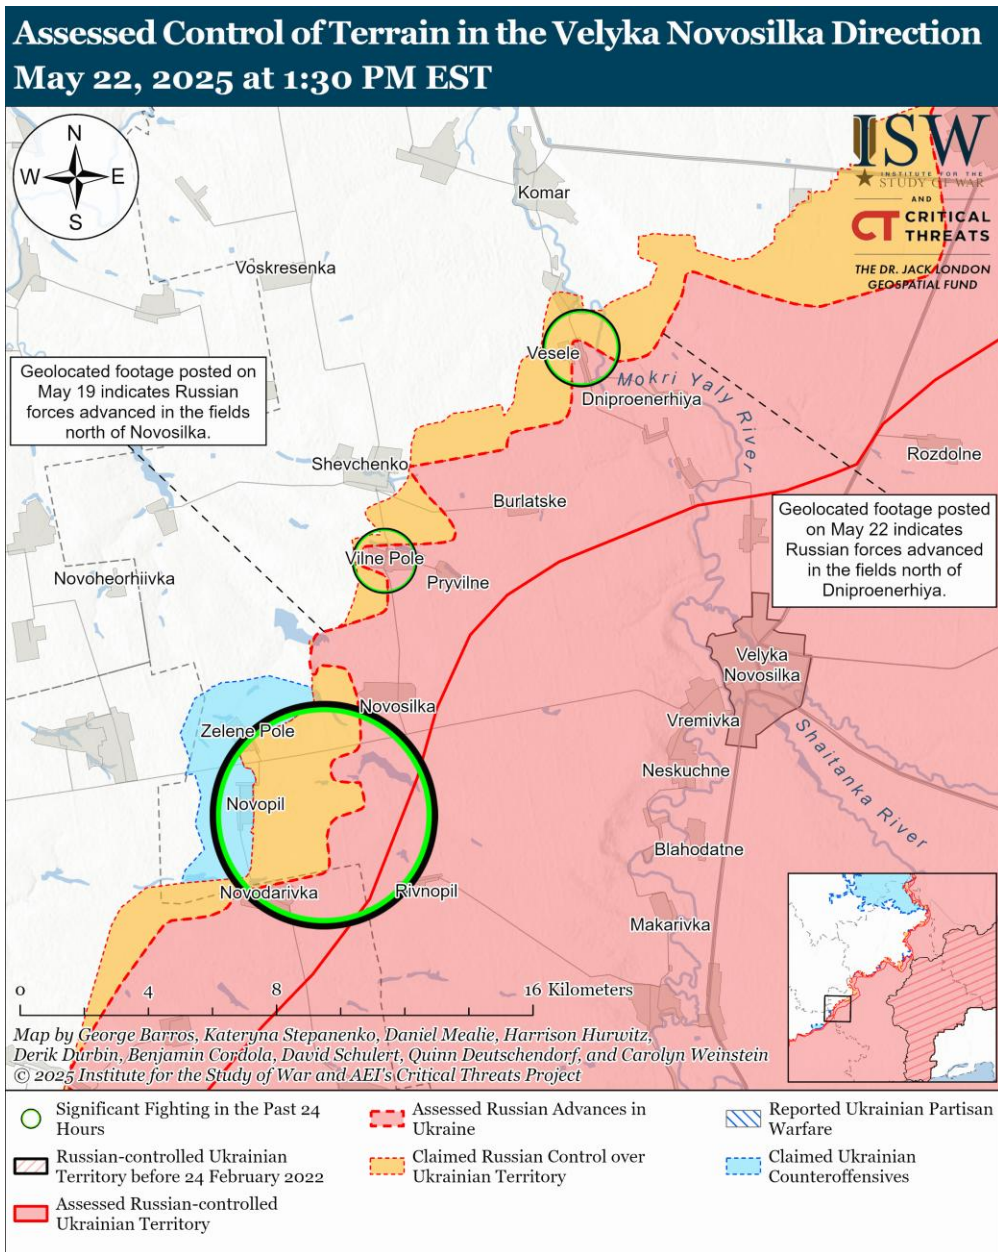 Assessed Control of Terrain in the Velyka Novosilka Direction
May 22, 2025 at 1:30 PM EST
N
W E
S
ISW
INSTITUTE FOR THE
STUDY OF WAR
AND
CT CRITICAL
THREATS
THE DR. JACK LONDON
GEOSPATIAL FUND
Komar
Voskresenka
Vesele
Geolocated footage posted on
May 19 indicates Russian
forces advanced in the fields
north of Novosilka.
Mokri Yaly River
Dniproenerhiya
Shevchenko
Rozdolne
Burlatske
Geolocated footage posted
on May 22 indicates
Russian forces advanced
in the fields north of
Dniproenerhiya.
Vilne Pole
Novoheorhiivka
Pryvilne
Velyka
Novosilka
Novosilka
Vremivka
Zelene Pole
Shaitanka River
Neskuchne
Novopil
Blahodatne
Novodarivka
Rivnopil
Makarivka
0 4 8 16 Kilometers
Map by George Barros, Kateryna Stepanenko, Daniel Mealie, Harrison Hurwitz,
Derik Durbin, Benjamin Cordola, David Schulert, Quinn Deutschendorf, and Carolyn Weinstein
© 2025 Institute for the Study of War and AEI's Critical Threats Project
Significant Fighting in the Past 24
Hours
Russian-controlled Ukrainian
Territory before 24 February 2022
Assessed Russian-controlled
Ukrainian Territory
Assessed Russian Advances in
Ukraine
Claimed Russian Control over
Ukrainian Territory
Reported Ukrainian Partisan
Warfare
Claimed Ukrainian
Counteroffensives